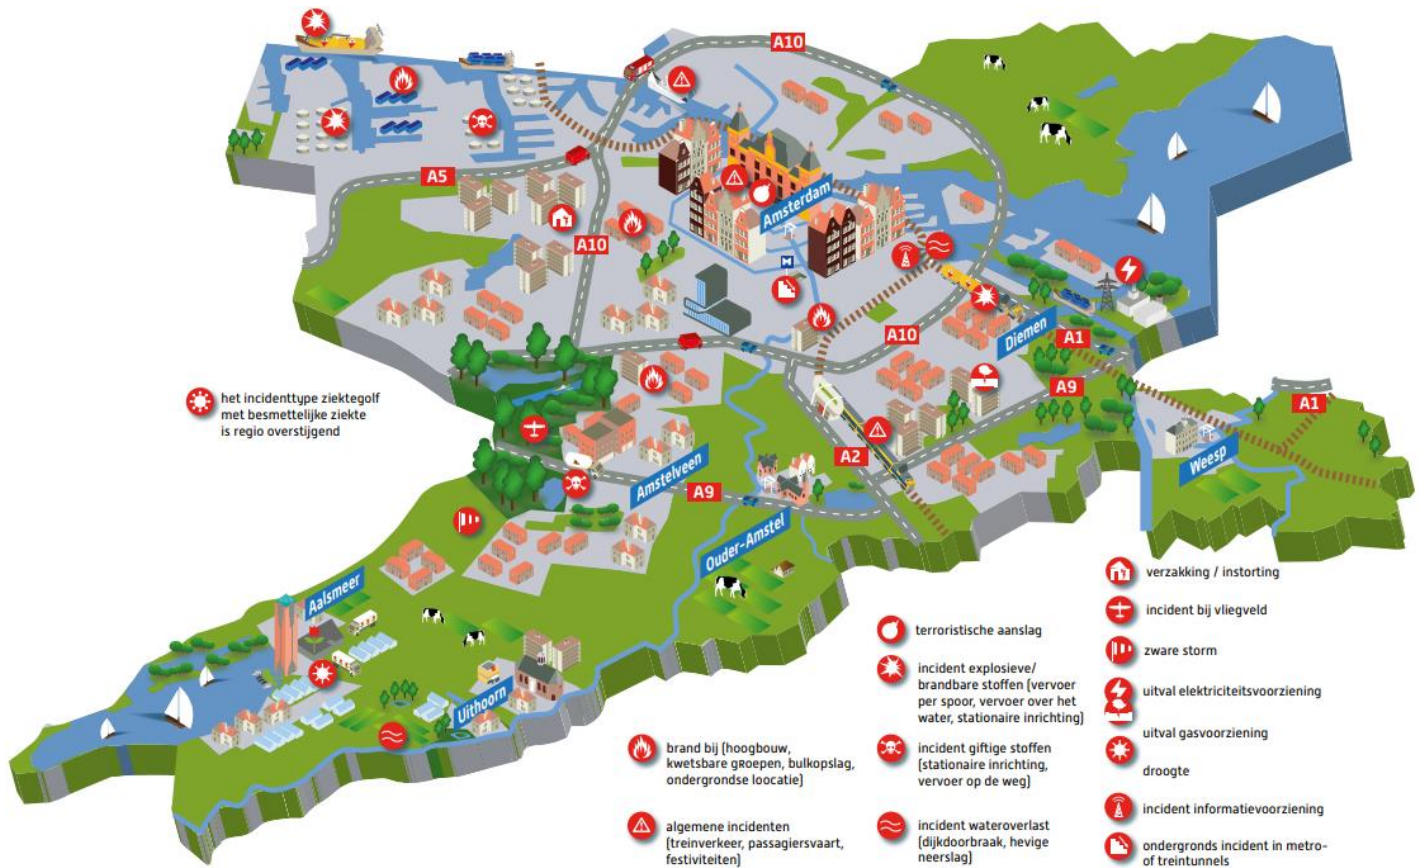 A10
A5
Amsterdam
A10
M
A10
Diemen
A1
A9
A1
het incidenttype ziektegolf
met besmettelijke ziekte
is regio overstijgend
A2
Weesp
Amstelveen
A9
Ouder-Amstel
Aalsmeer
Uithoorn
brand bij (hoogbouw,
kwetsbare groepen, bulkopslag,
ondergrondse loocatie)
algemene incidenten
(treinverkeer, passagiersvaart,
festiviteiten)
terroristische aanslag
incident explosieve/
brandbare stoffen (vervoer
per spoor, vervoer over het
water, stationaire inrichting)
incident giftige stoffen
(stationaire inrichting,
vervoer op de weg)
incident wateroverlast
(dijkdoorbraak, hevige
neerslag)
verzakking / instorting
incident bij vliegveld
zware storm
uitval elektriciteitsvoorziening
uitval gasvoorziening
droogte
incident informatievoorziening
ondergronds incident in metro-
of treintunnels